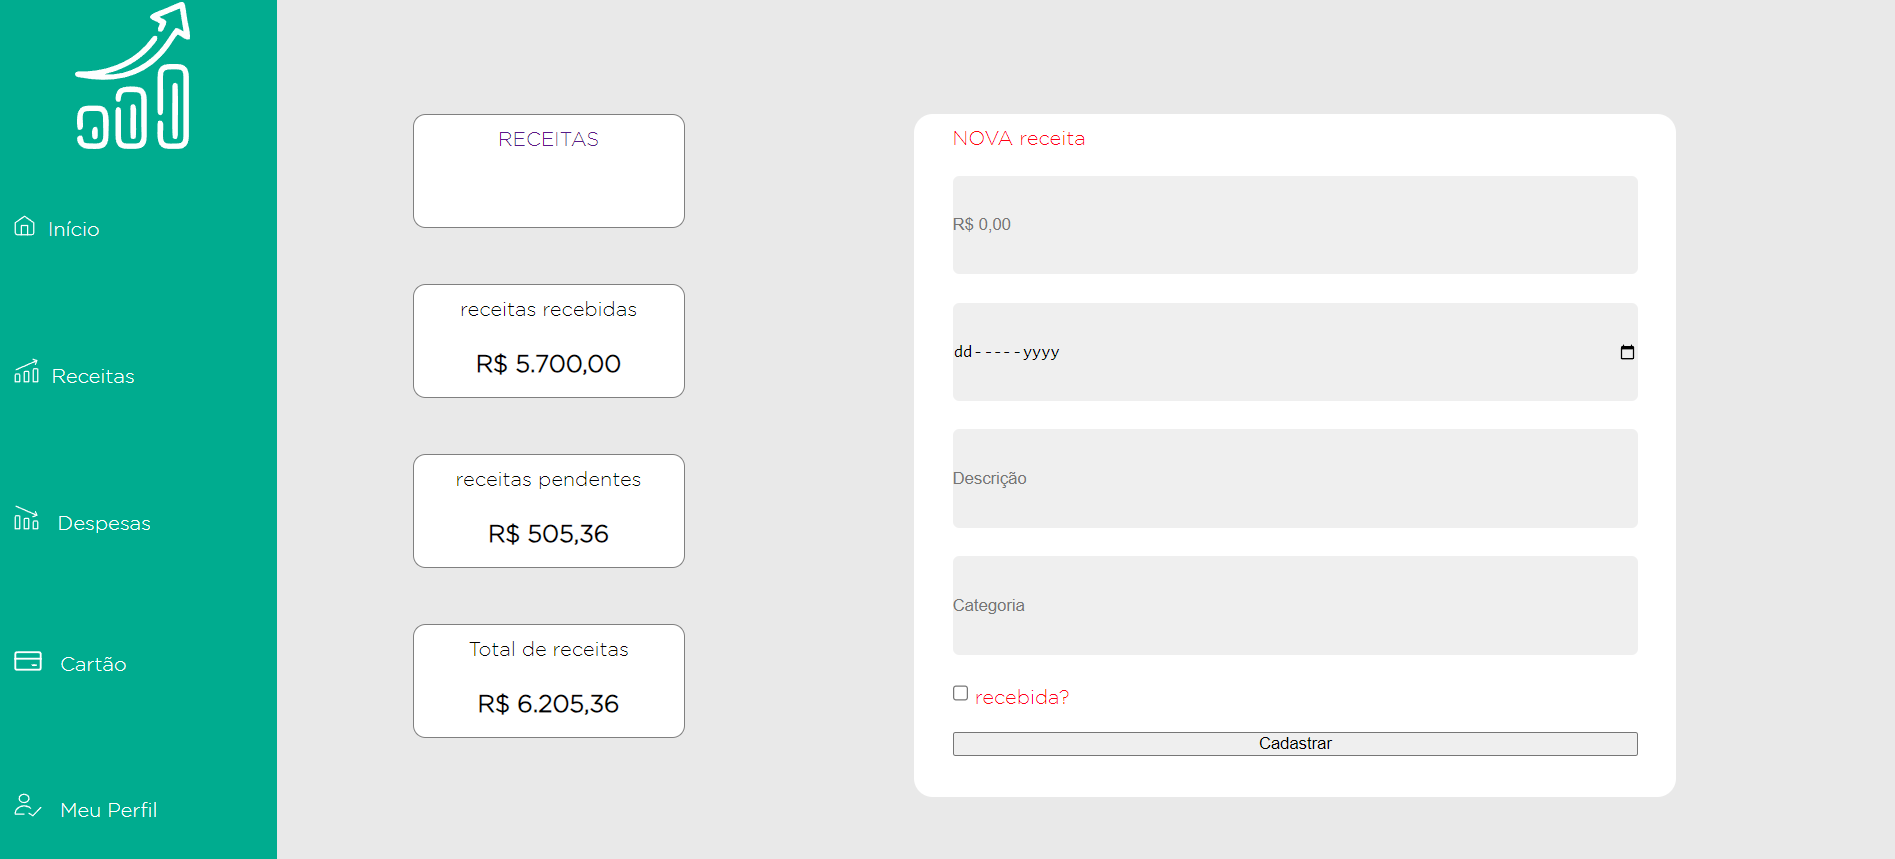 Início
Receitas
Despesas
Cartão
Meu Perfil
RECEITAS
receitas recebidas
R$ 5.700,00
receitas pendentes
R$ 505,36
Total de receitas
R$ 6.205,36
NOVA receita
R$ 0,00
dd-----yyyy
Descrição
Categoria
recebida?
Cadastrar